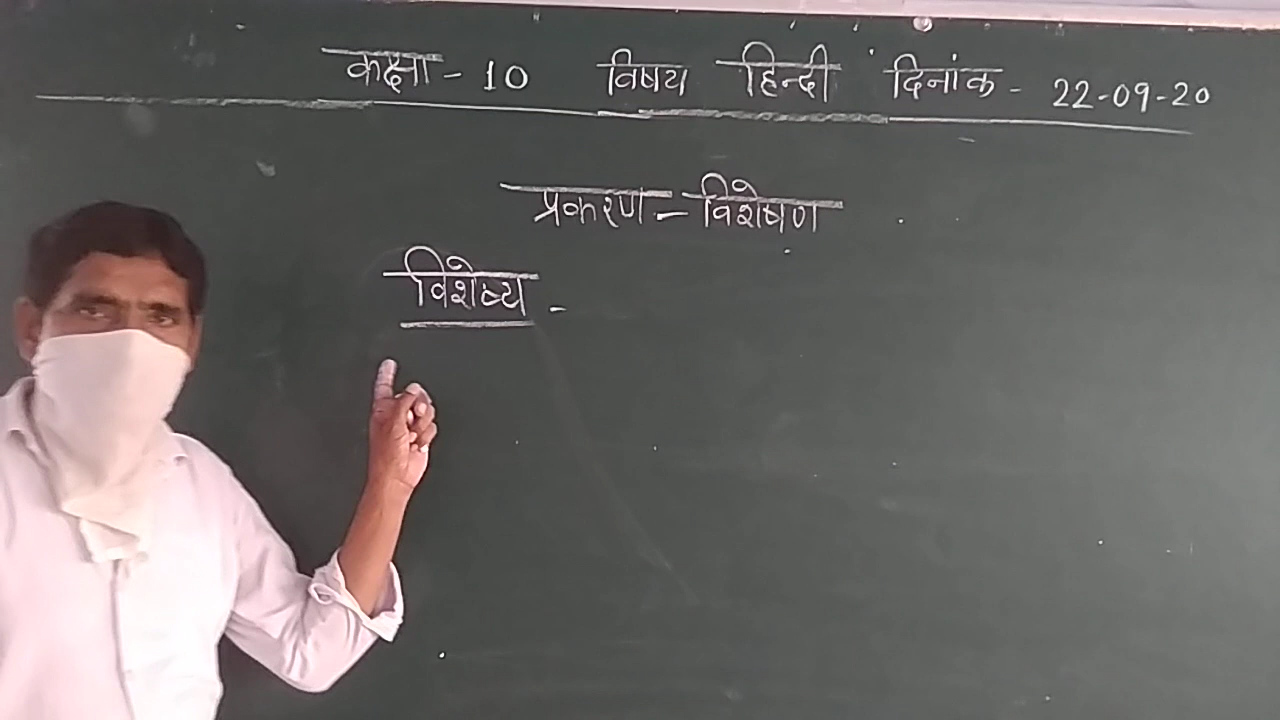 कक्षा - 10 विषय हिन्दी दिनांक - 22-09-20
प्रकरण - विशेषण
विशेष्य -